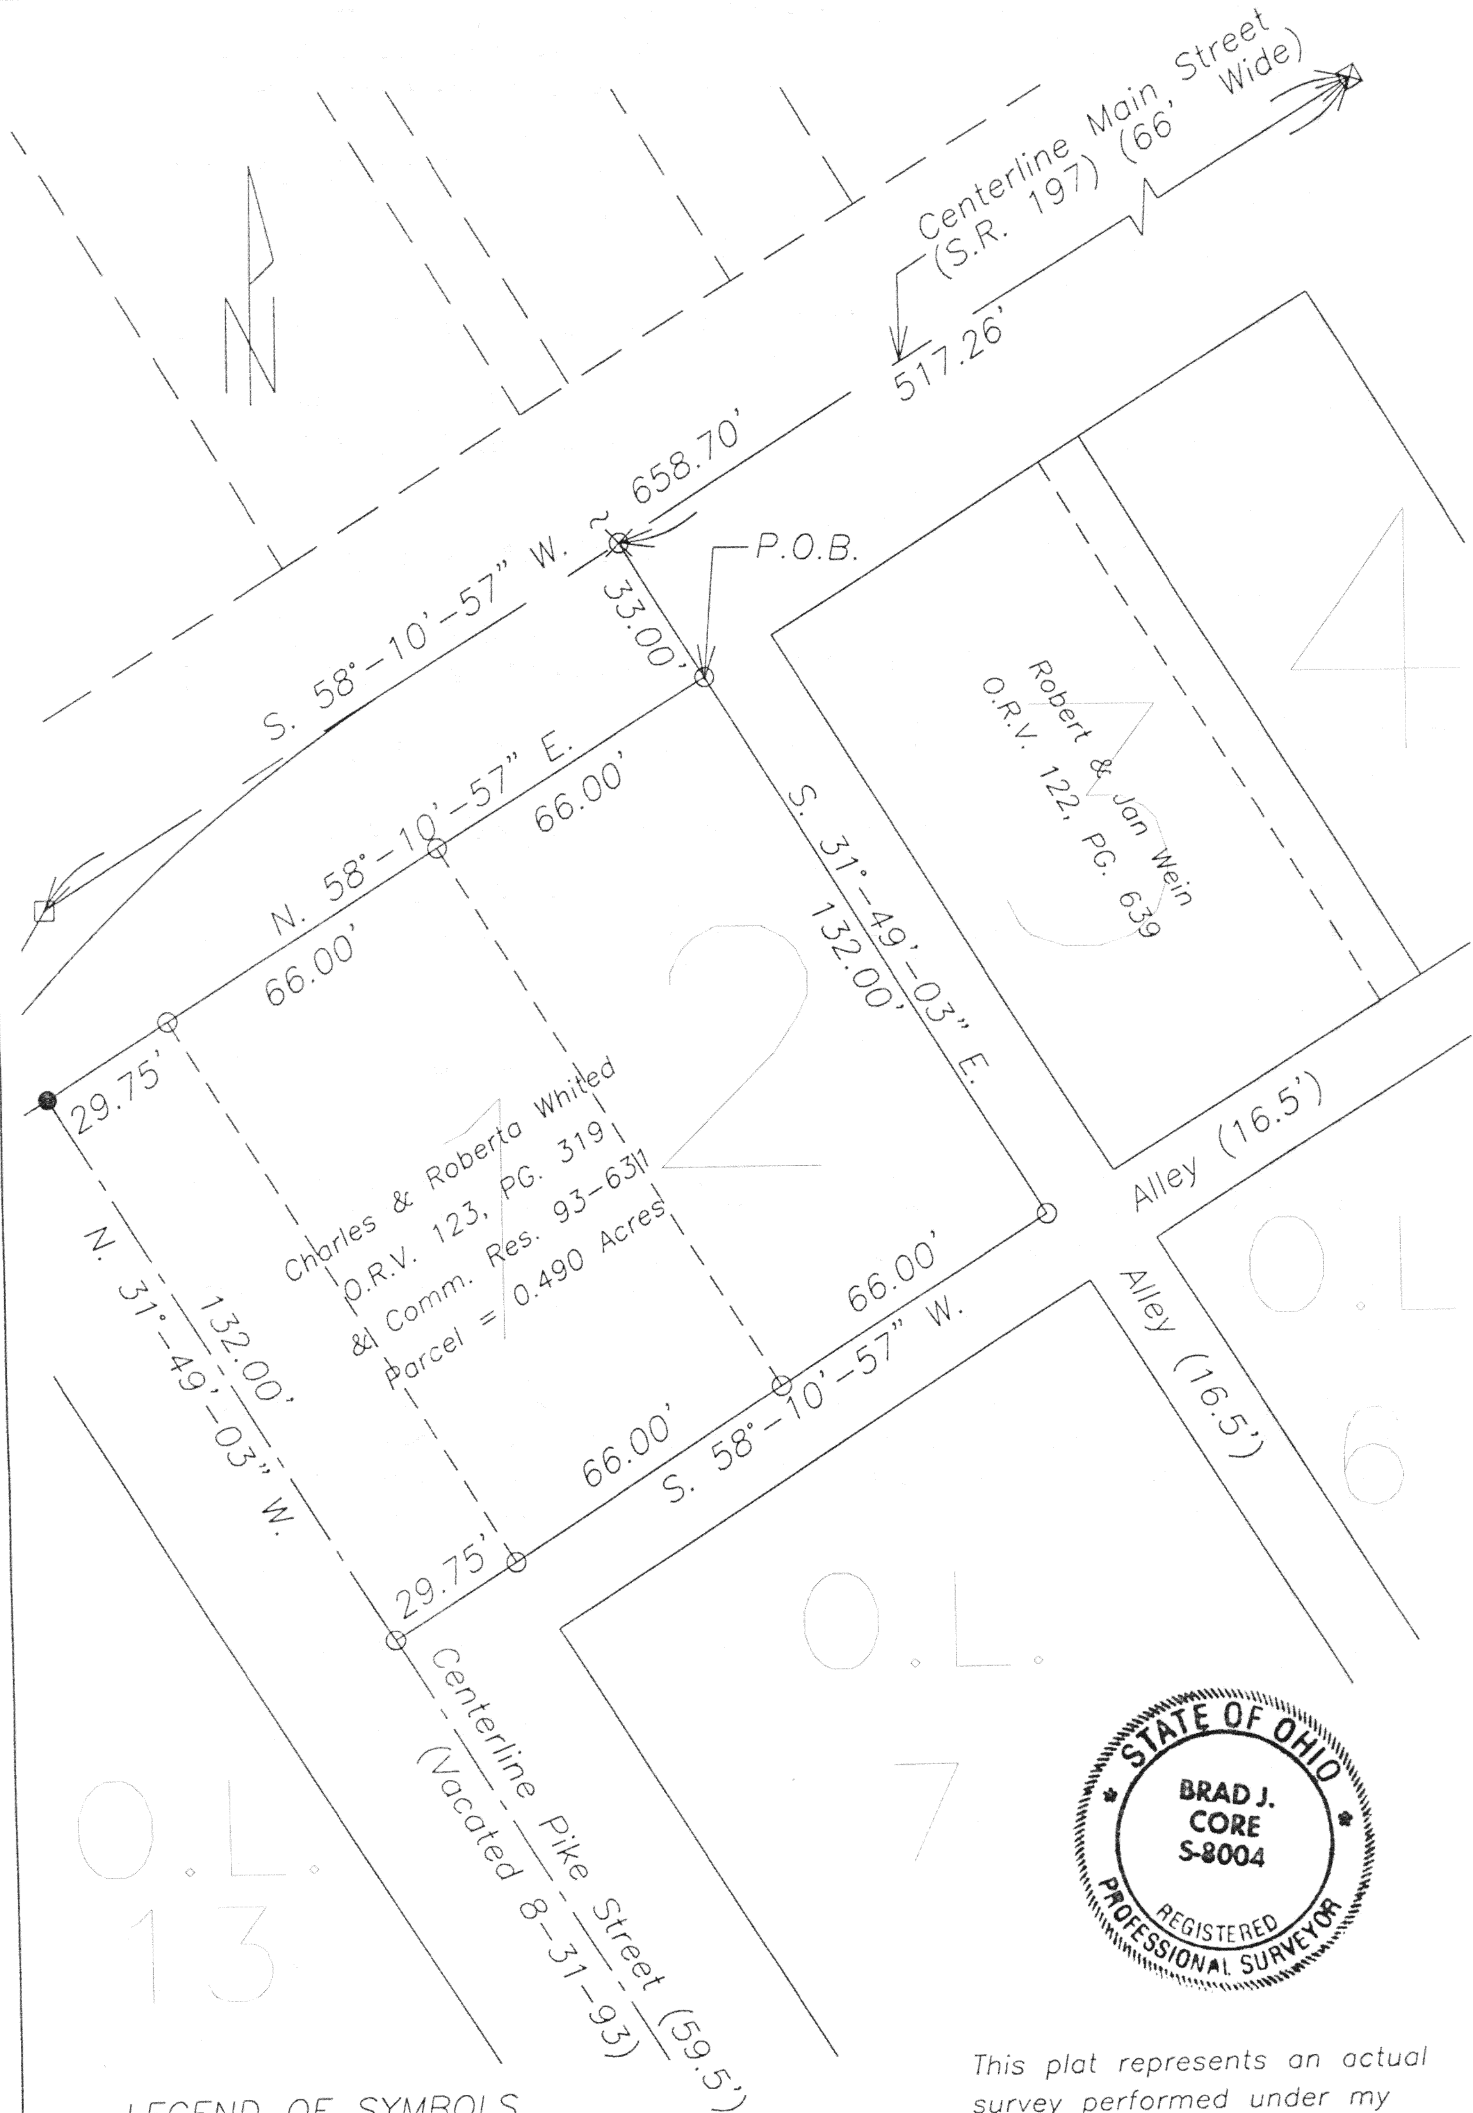 Centerline Main Street
(S.R. 197) (66' Wide)
N
517.26'
658.70'
S. 58°-10'-57" W.
33.00'
P.O.B.
N. 58°-10'-57" E.
66.00'
66.00'
29.75'
S. 31°-49'-03" E.
132.00'
Robert & Jan Wein
O.R.V. 122, PG. 639
4
3
2
1
Charles & Roberta Whited
O.R.V. 123, PG. 319
& Comm. Res. 93-6311
Parcel = 0.490 Acres
N. 31°-49'-03" W.
132.00'
66.00'
66.00'
29.75'
S. 58°-10'-57" W.
Alley (16.5')
Alley (16.5')
O.L
6
O.L.
7
O.L.
13
Centerline Pike Street (59.5')
(Vacated 8-31-93)
STATE OF OHIO
BRAD J.
CORE
S-8004
REGISTERED
PROFESSIONAL SURVEYOR
This plat represents an actual
survey performed under my
LEGEND OF SYMBOLS